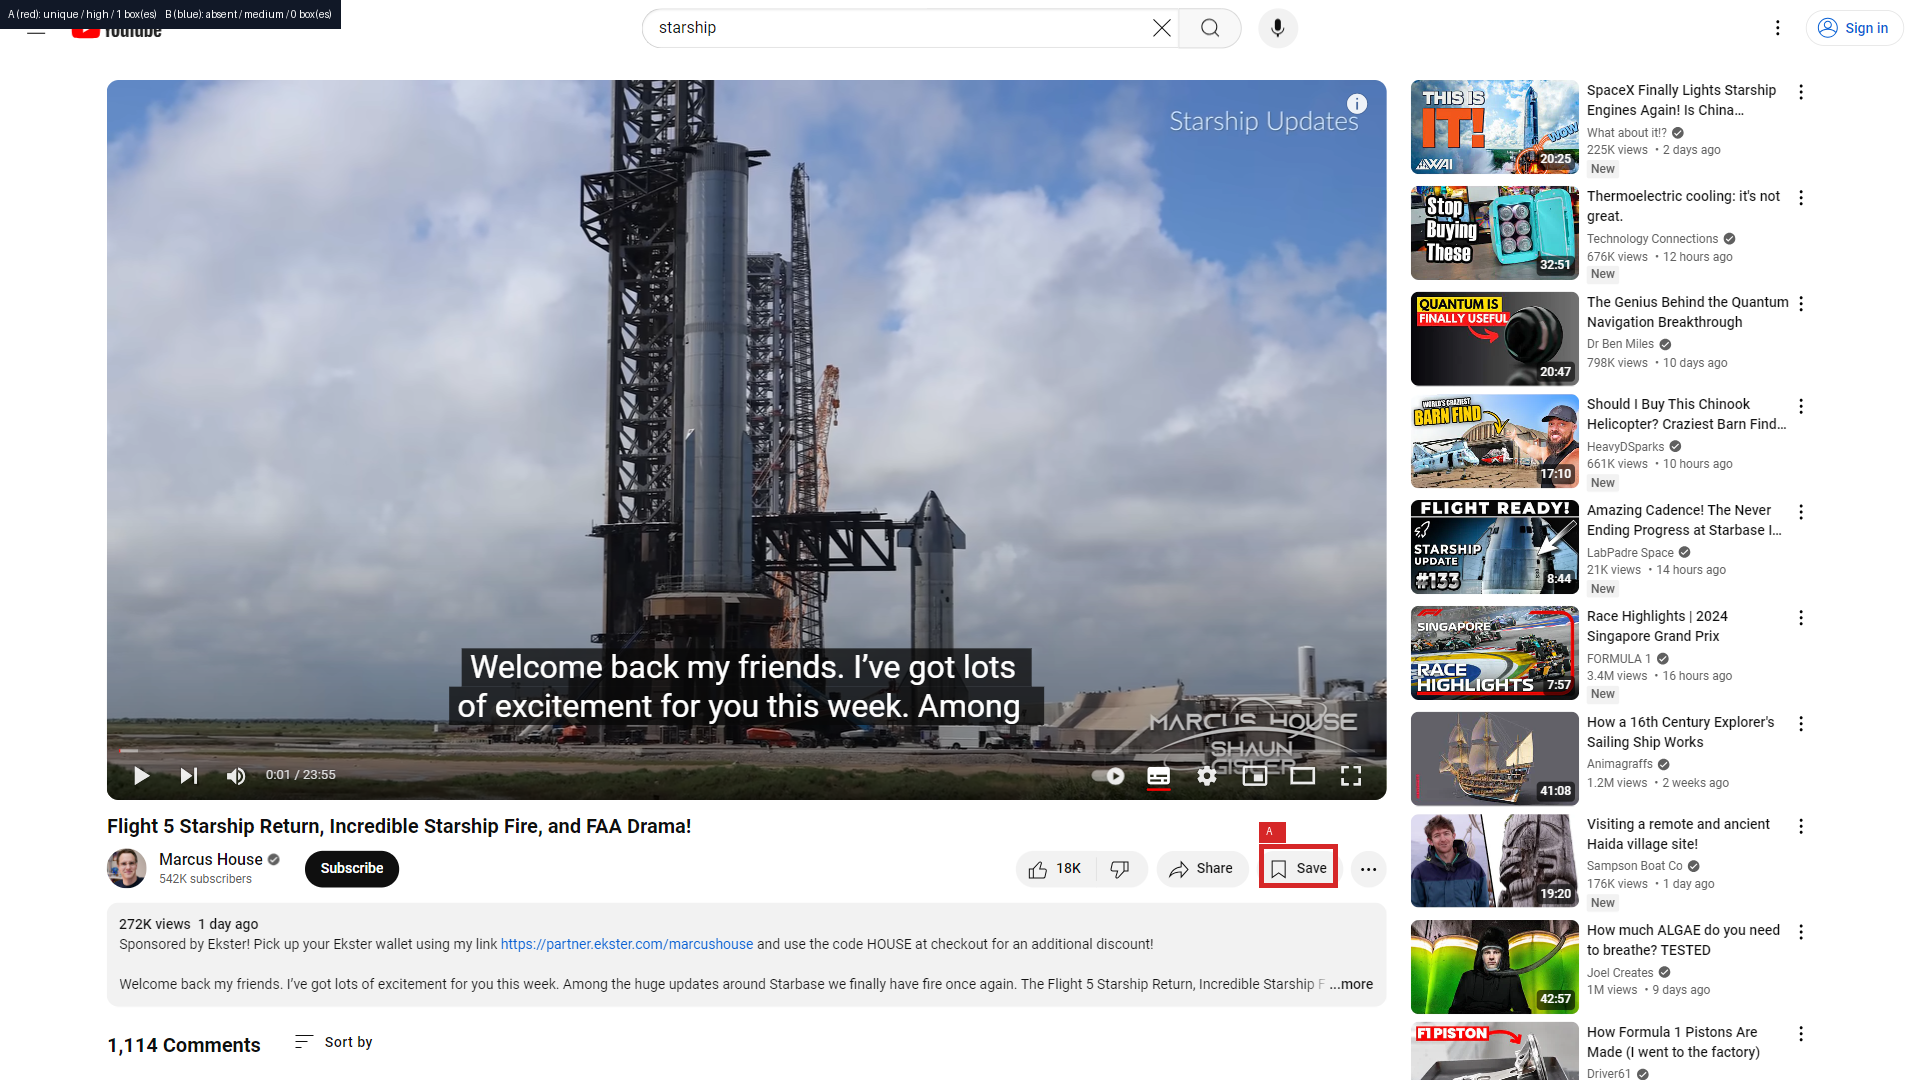 A (red): unique / high / 1 box(es)   B (blue): absent / medium / 0 box(es)
YouTube
starship
Sign in
Starship Updates
Welcome back my friends. I've got lots
of excitement for you this week. Among
MARCUS HOUSE
SHAUN
GISLER
0:01 / 23:55
Flight 5 Starship Return, Incredible Starship Fire, and FAA Drama!
Marcus House
542K subscribers
Subscribe
18K
Share
A
Save
272K views  1 day ago
Sponsored by Ekster! Pick up your Ekster wallet using my link https://partner.ekster.com/marcushouse and use the code HOUSE at checkout for an additional discount!
Welcome back my friends. I've got lots of excitement for you this week. Among the huge updates around Starbase we finally have fire once again. The Flight 5 Starship Return, Incredible Starship F ...more
1,114 Comments
Sort by
THIS IS
IT!
WOW
20:25
SpaceX Finally Lights Starship
Engines Again! Is China...
What about it!?
225K views • 2 days ago
New
Stop
Buying
These
32:51
Thermoelectric cooling: it's not
great.
Technology Connections
676K views • 12 hours ago
New
QUANTUM IS
FINALLY USEFUL
20:47
The Genius Behind the Quantum
Navigation Breakthrough
Dr Ben Miles
798K views • 10 days ago
WORLD'S CRAZIEST
BARN FIND
17:10
Should I Buy This Chinook
Helicopter? Craziest Barn Find...
HeavyDSparks
661K views • 10 hours ago
New
FLIGHT READY!
STARSHIP
UPDATE
#133
8:44
Amazing Cadence! The Never
Ending Progress at Starbase I...
LabPadre Space
21K views • 14 hours ago
New
SINGAPORE
RACE
HIGHLIGHTS
7:57
Race Highlights | 2024
Singapore Grand Prix
FORMULA 1
3.4M views • 16 hours ago
New
41:08
How a 16th Century Explorer's
Sailing Ship Works
Animagraffs
1.2M views • 2 weeks ago
19:20
Visiting a remote and ancient
Haida village site!
Sampson Boat Co
176K views • 1 day ago
New
42:57
How much ALGAE do you need
to breathe? TESTED
Joel Creates
1M views • 9 days ago
F1 PISTON
How Formula 1 Pistons Are
Made (I went to the factory)
Driver61